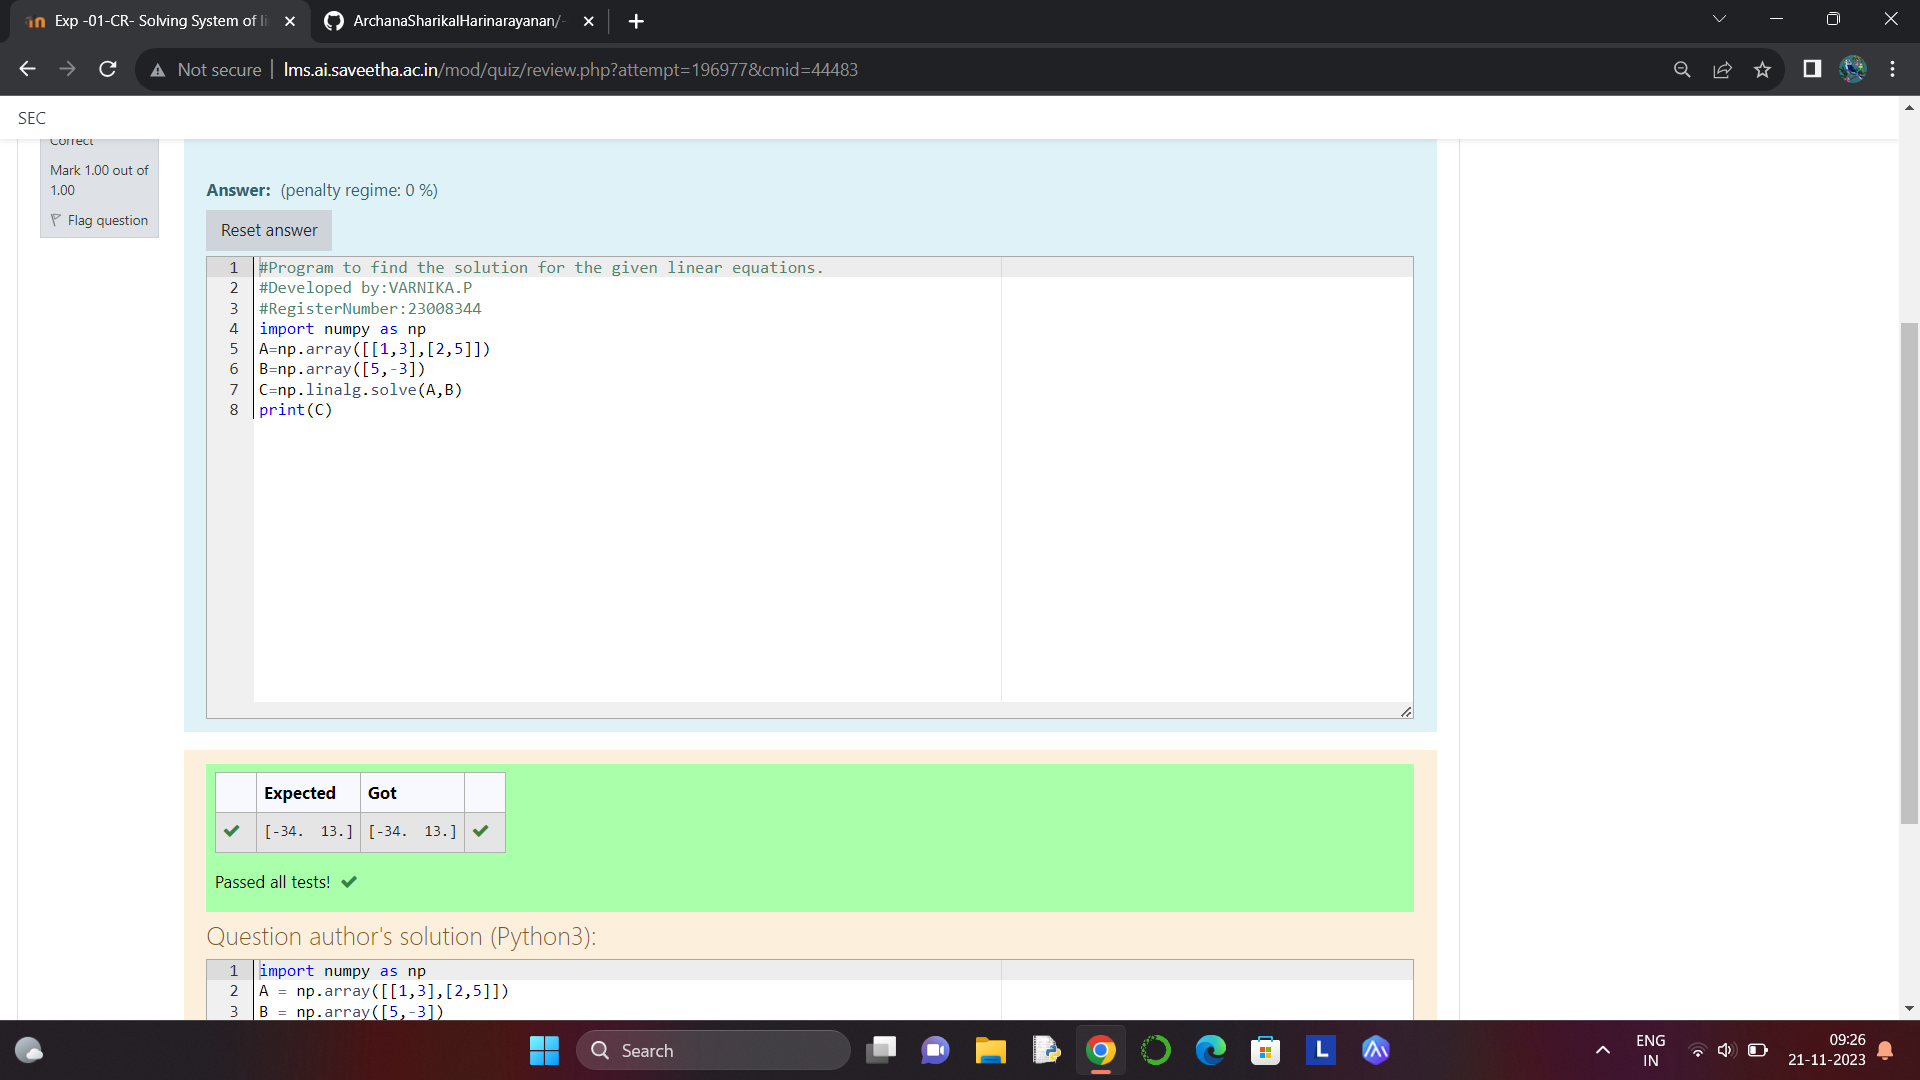 Exp -01-CR- Solving System of li
ArchanaSharikalHarinarayanan/-
Not secure
lms.ai.saveetha.ac.in/mod/quiz/review.php?attempt=196977&cmid=44483
SEC
Correct
Mark 1.00 out of
1.00
Flag question
Answer: (penalty regime: 0 %)
Reset answer
1 #Program to find the solution for the given linear equations.
2 #Developed by:VARNIKA.P
3 #RegisterNumber:23008344
4 import numpy as np
5 A=np.array([[1,3],[2,5]])
6 B=np.array([5,-3])
7 C=np.linalg.solve(A,B)
8 print(C)
Expected Got
[-34.  13.] [-34.  13.]
Passed all tests!
Question author's solution (Python3):
1 import numpy as np
2 A = np.array([[1,3],[2,5]])
3 B = np.array([5,-3])
Search
L
ENG
IN
09:26
21-11-2023